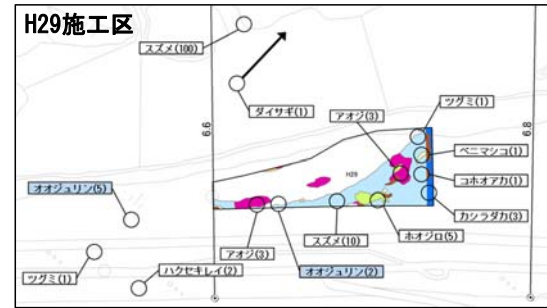 H29施工区
スズメ(100)
ダイサギ(1)
ツグミ(1)
アオジ(3)
6.6
6.8
ベニマシコ(1)
H29
コホオアカ(1)
オオジュリン(5)
カシラダカ(3)
アオジ(3)
スズメ(10)
ホオジロ(5)
ツグミ(1)
ハクセキレイ(2)
オオジュリン(2)